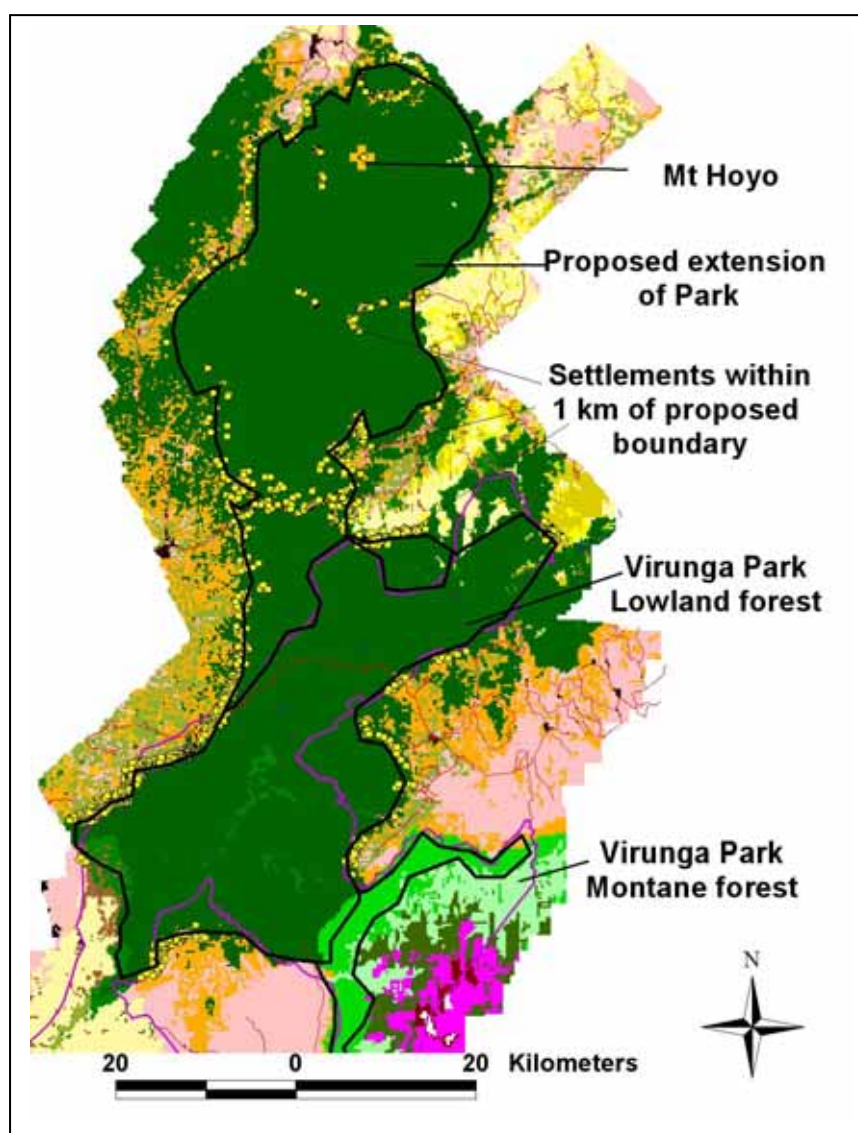 Mt Hoyo
Proposed extension
of Park
Settlements within
1 km of proposed
boundary
Virunga Park
Lowland forest
Virunga Park
Montane forest
N
20 0 20 Kilometers